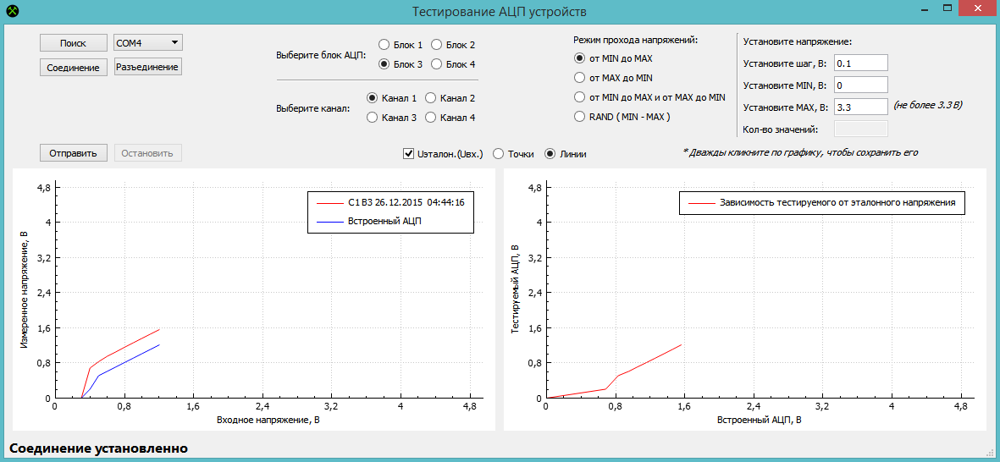 Тестирование АЦП устройств
Поиск
COM4
Соединение
Разъединение
Выберите блок АЦП:
Блок 1
Блок 2
Блок 3
Блок 4
Выберите канал:
Канал 1
Канал 2
Канал 3
Канал 4
Режим прохода напряжений:
от MIN до MAX
от MAX до MIN
от MIN до MAX и от MAX до MIN
RAND ( MIN - MAX )
Установите напряжение:
Установите шаг, В:
0.1
Установите MIN, В:
0
Установите MAX, В:
3.3
(не более 3.3 В)
Кол-во значений:
Отправить
Остановить
Uэталон.(Uвх.)
Точки
Линии
* Дважды кликните по графику, чтобы сохранить его
Измеренное напряжение, В
4,8
4
3,2
2,4
1,6
0,8
0
C1 B3 26.12.2015 04:44:16
Встроенный АЦП
0
0,8
1,6
2,4
3,2
4
4,8
Входное напряжение, В
Тестируемый АЦП, В
4,8
4
3,2
2,4
1,6
0,8
0
Зависимость тестируемого от эталонного напряжения
0
0,8
1,6
2,4
3,2
4
4,8
Встроенный АЦП, В
Соединение установленно